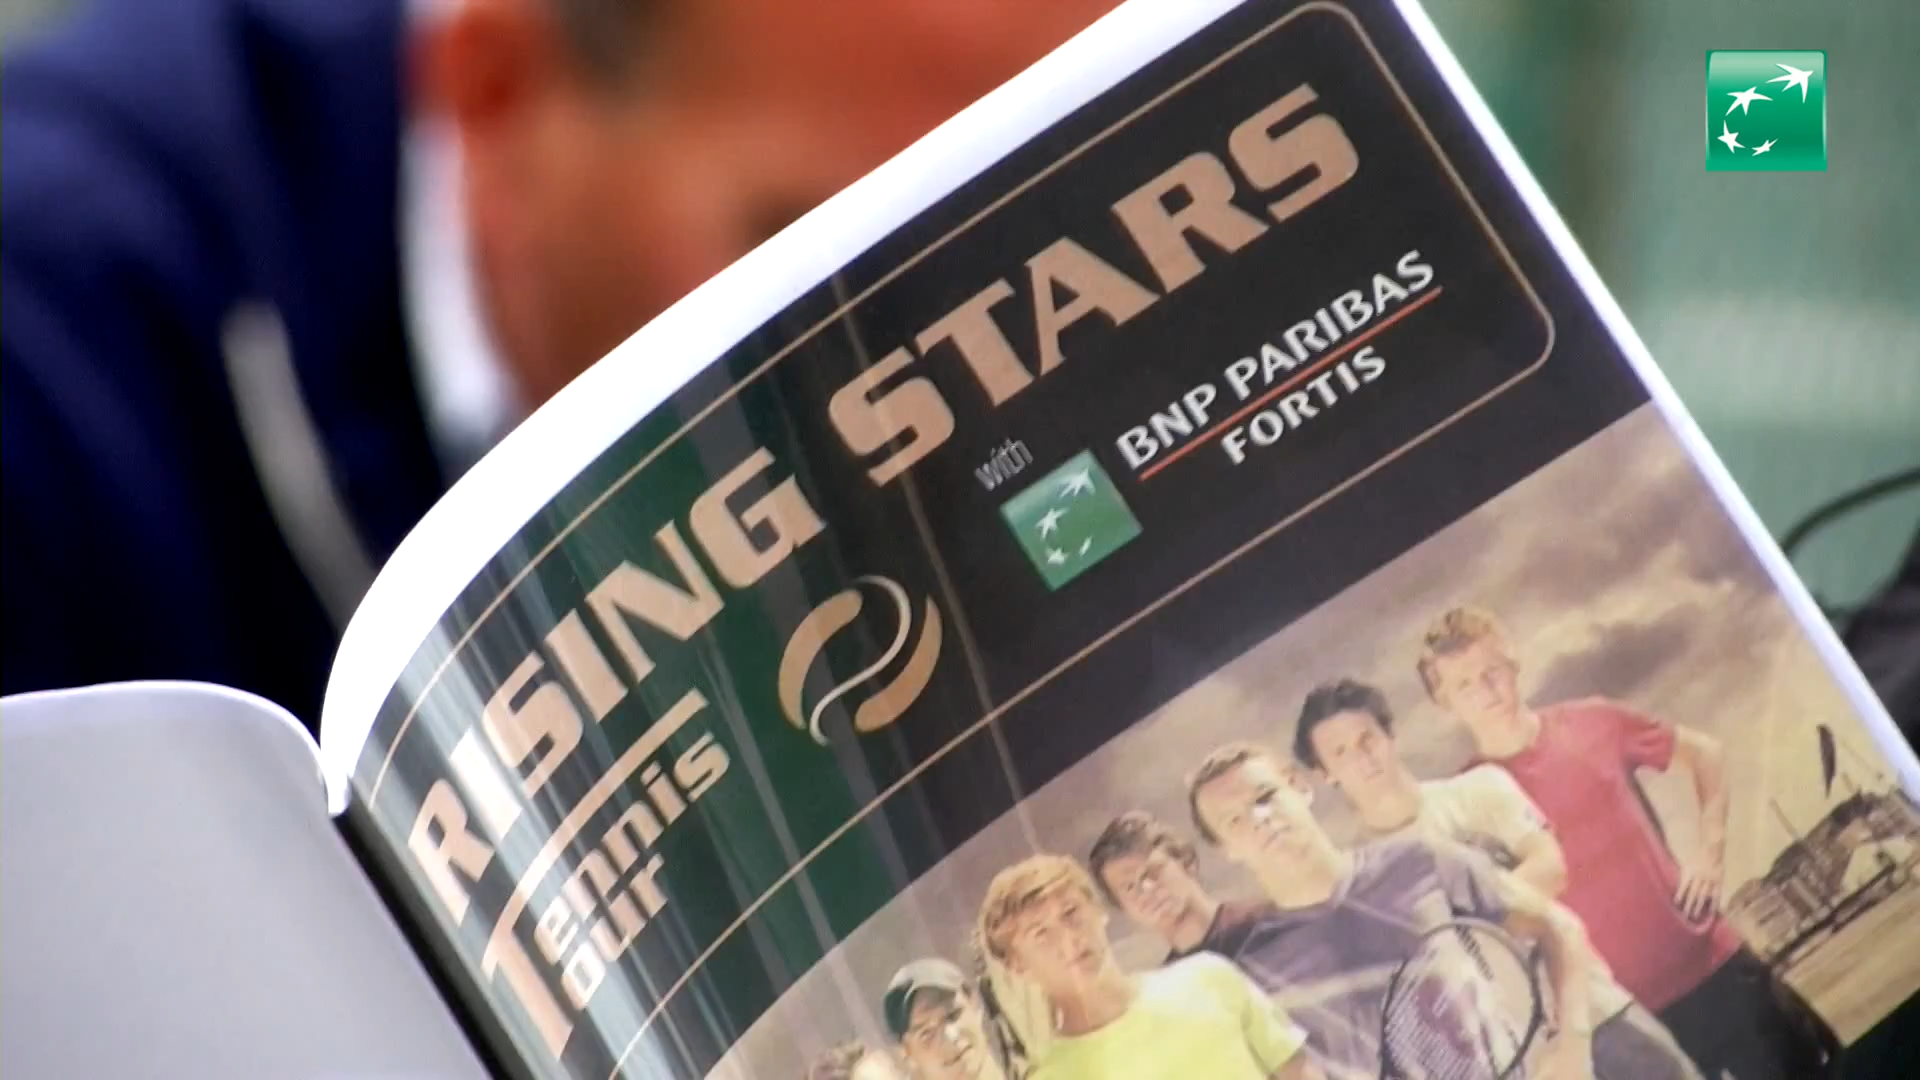 RISING STARS
Tennis
Tour
with
BNP PARIBAS
FORTIS